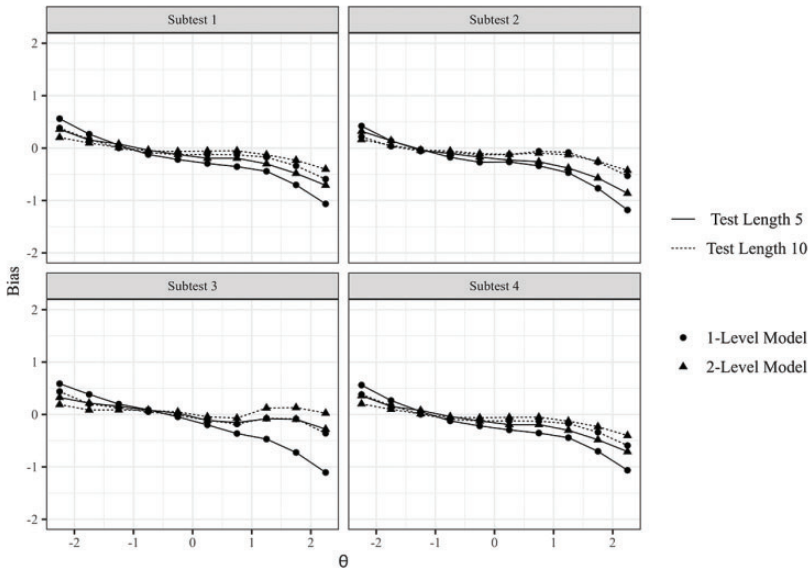 Subtest 1
Subtest 2
2
1
0
-1
-2
Bias
Subtest 3
Subtest 4
2
1
0
-1
-2
-2
-1
0
1
2
-2
-1
0
1
2
θ
Test Length 5
Test Length 10
1-Level Model
2-Level Model